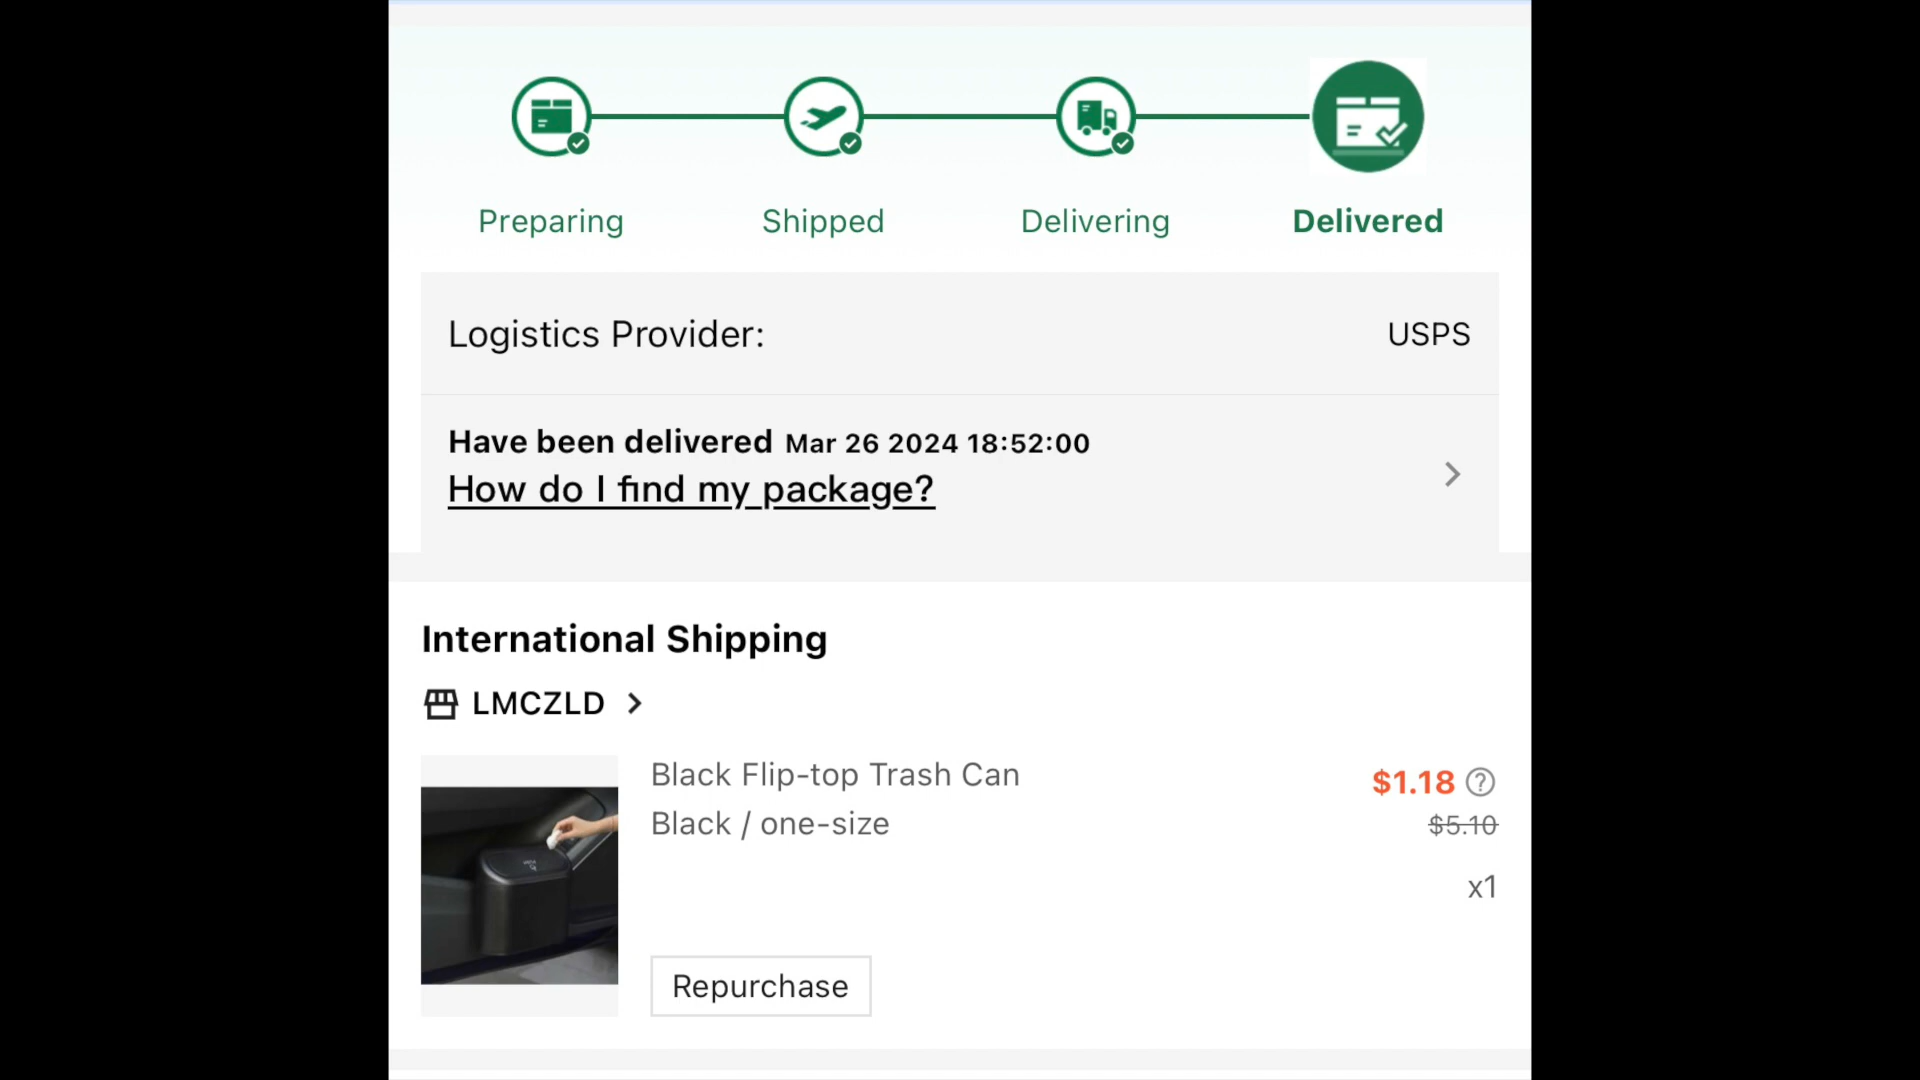 Preparing
Shipped
Delivering
Delivered
Logistics Provider:
USPS
Have been delivered Mar 26 2024 18:52:00
How do I find my package?
International Shipping
LMCZLD
Black Flip-top Trash Can
$1.18
Black / one-size
$5.10
x1
Repurchase